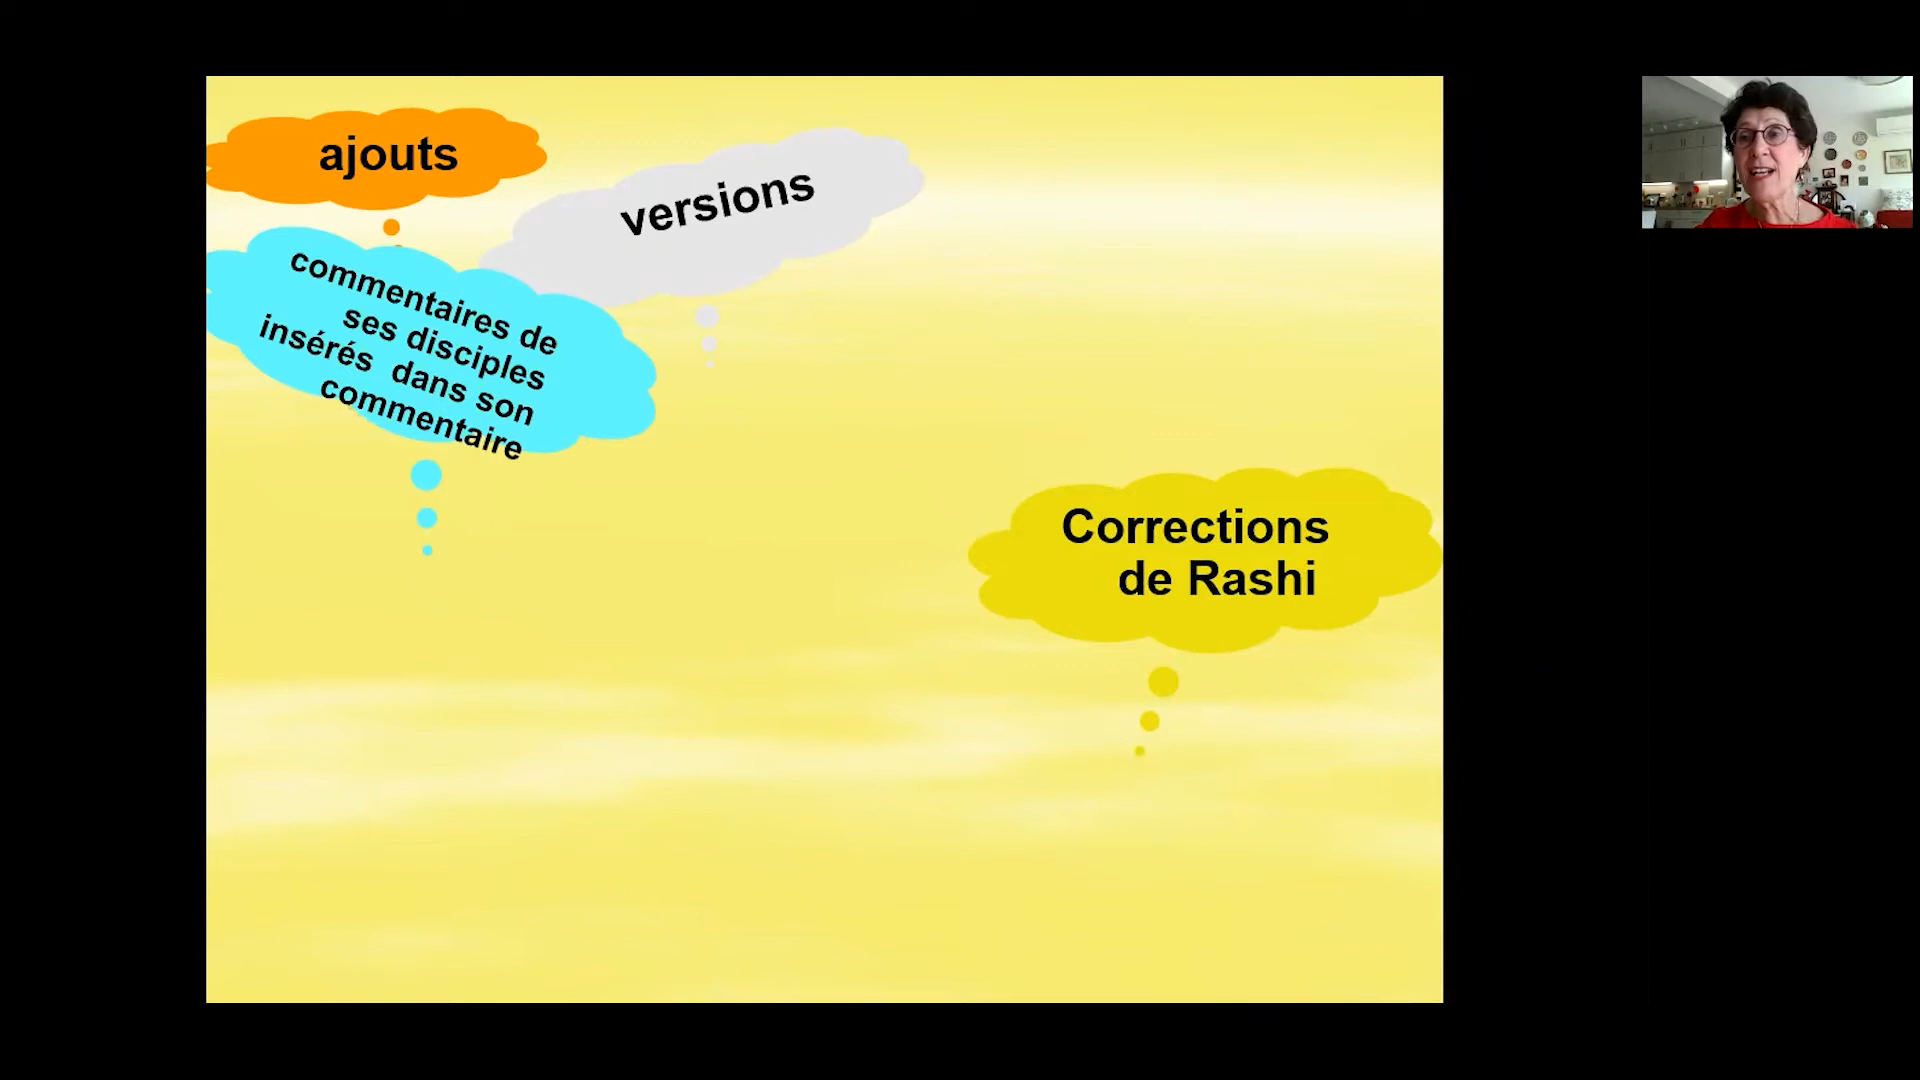 ajouts
versions
commentaires de
ses disciples
insérés dans son
commentaire
Corrections
de Rashi